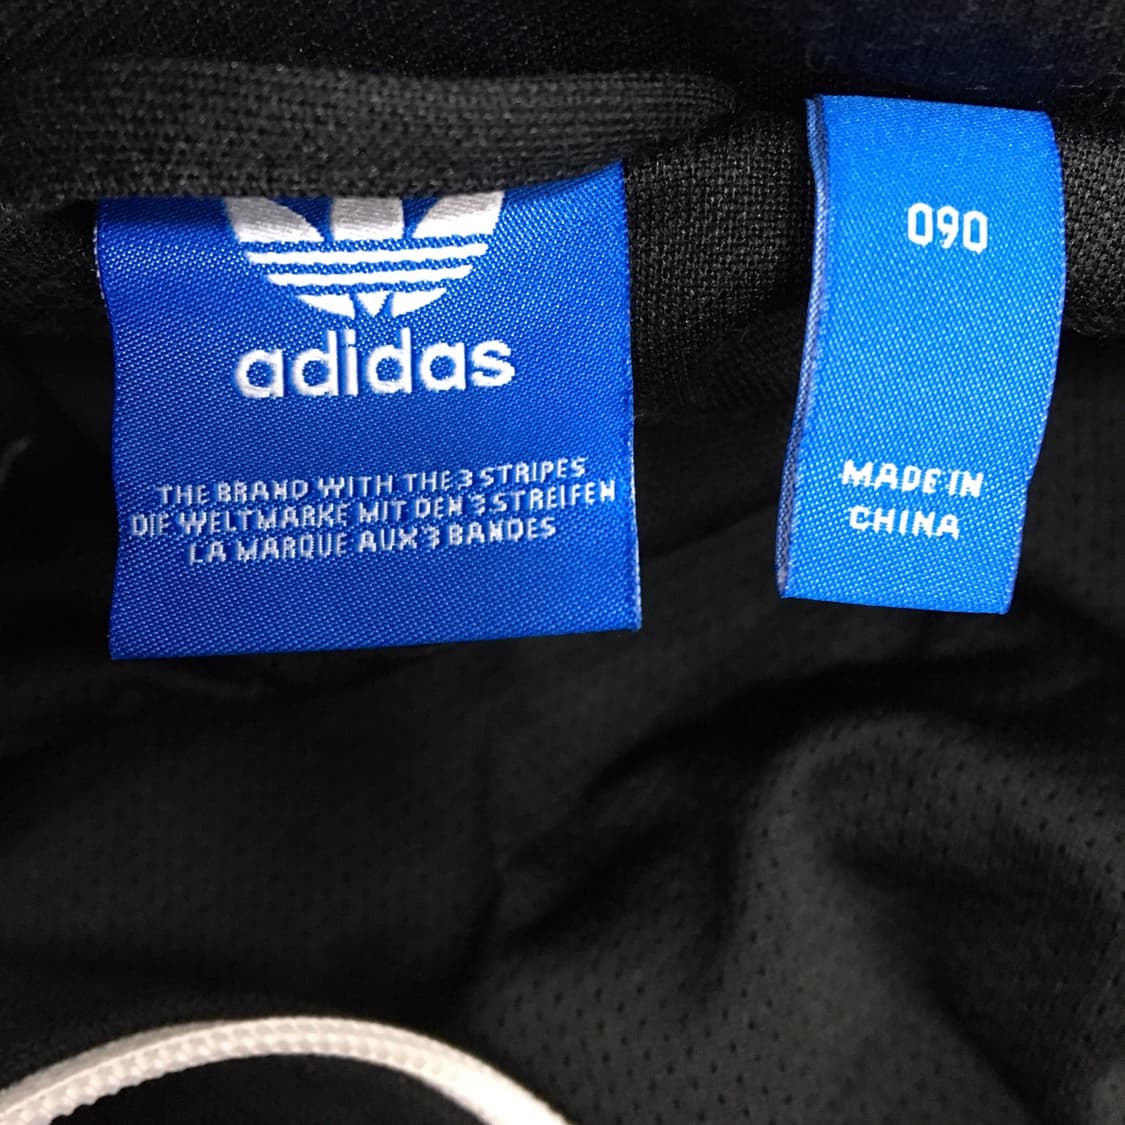 adidas
THE BRAND WITH THE 3 STRIPES
DIE WELTMARKE MIT DEN 3 STREIFEN
LA MARQUE AUX 3 BANDES
090
MADE IN
CHINA